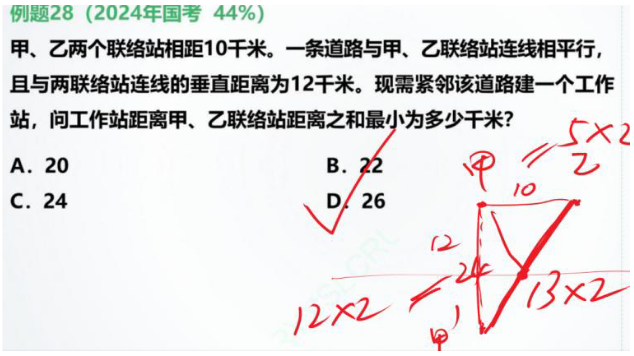 例题28（2024年国考 44%）
甲、乙两个联络站相距10千米。一条道路与甲、乙联络站连线相平行，
且与两联络站连线的垂直距离为12千米。现需紧邻该道路建一个工作
站，问工作站距离甲、乙联络站距离之和最小为多少千米？
A. 20
B. 22
C. 24
D. 26
甲
5×2
2
10
12
24
13×2
12×2
甲'